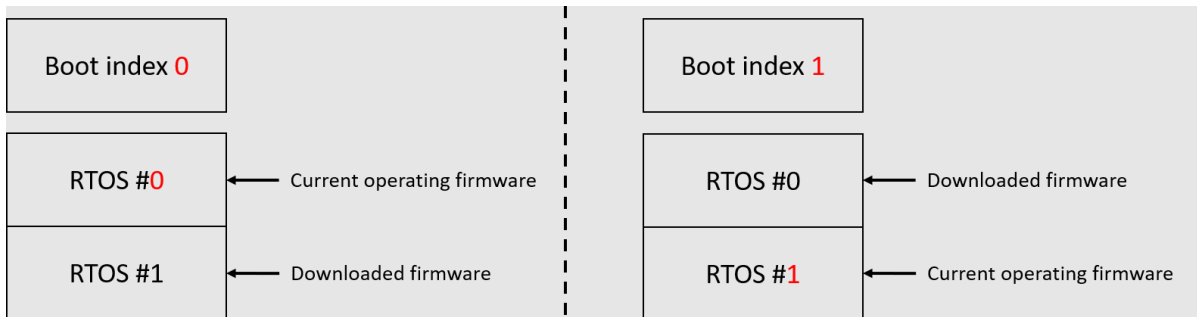 Boot index 0
RTOS #0
Current operating firmware
RTOS #1
Downloaded firmware
Boot index 1
RTOS #0
Downloaded firmware
RTOS #1
Current operating firmware